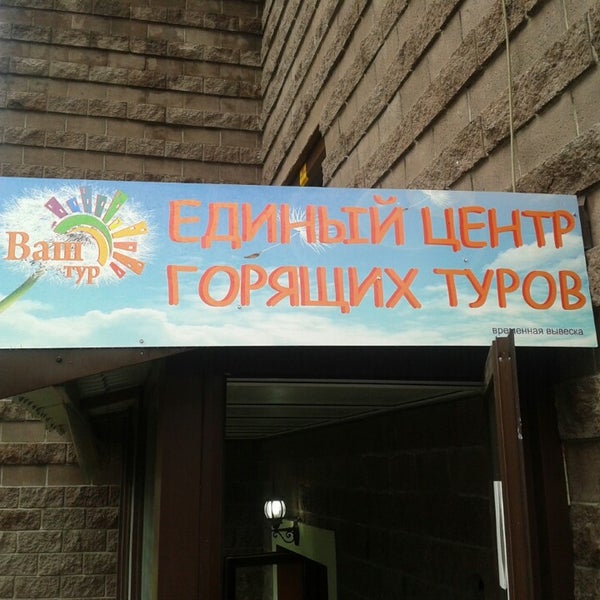 Ваш
тур
ЕДИНЫЙ ЦЕНТР
ГОРЯЩИХ ТУРОВ
временная вывеска